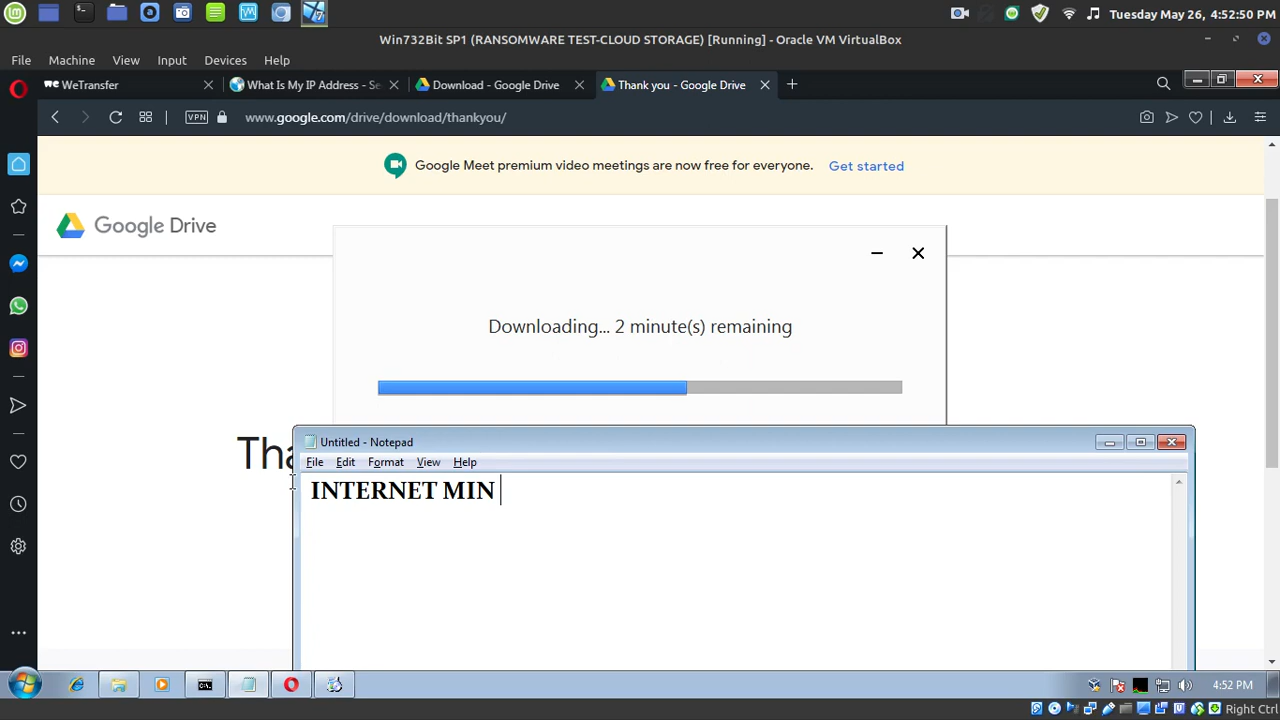 Tuesday May 26, 4:52:50 PM
Win732Bit SP1 (RANSOMWARE TEST-CLOUD STORAGE) [Running] - Oracle VM VirtualBox
File Machine View Input Devices Help
WeTransfer What Is My IP Address - Se Download - Google Drive Thank you - Google Drive
VPN www.google.com/drive/download/thankyou/
Google Meet premium video meetings are now free for everyone. Get started
Google Drive
Downloading... 2 minute(s) remaining
Untitled - Notepad
Tha
File Edit Format View Help
INTERNET MIN
4:52 PM
Right Ctrl